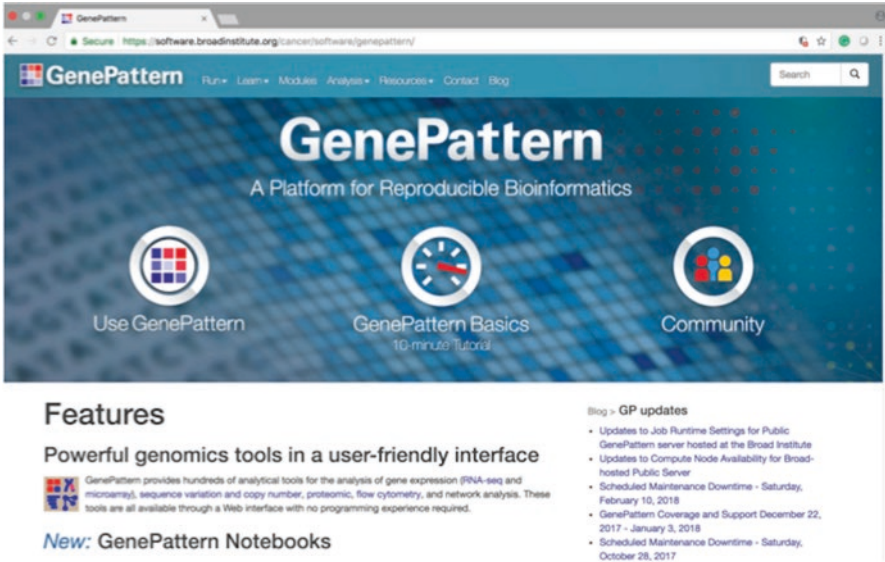 GenePattern
Secure https://software.broadinstitute.org/cancer/software/genepattern/
GenePattern Run Learn Modules Analysis Resources Contact Blog Search
GenePattern
A Platform for Reproducible Bioinformatics
Use GenePattern
GenePattern Basics
10-minute Tutorial
Community
Features
Powerful genomics tools in a user-friendly interface
GenePattern provides hundreds of analytical tools for the analysis of gene expression (RNA-seq and
microarray), sequence variation and copy number, proteomic, flow cytometry, and network analysis. These
tools are all available through a Web interface with no programming experience required.
New: GenePattern Notebooks
Blog > GP updates
• Updates to Job Runtime Settings for Public
GenePattern server hosted at the Broad Institute
• Updates to Compute Node Availability for Broad-
hosted Public Server
• Scheduled Maintenance Downtime - Saturday,
February 10, 2018
• GenePattern Coverage and Support December 22,
2017 - January 3, 2018
• Scheduled Maintenance Downtime - Saturday,
October 28, 2017